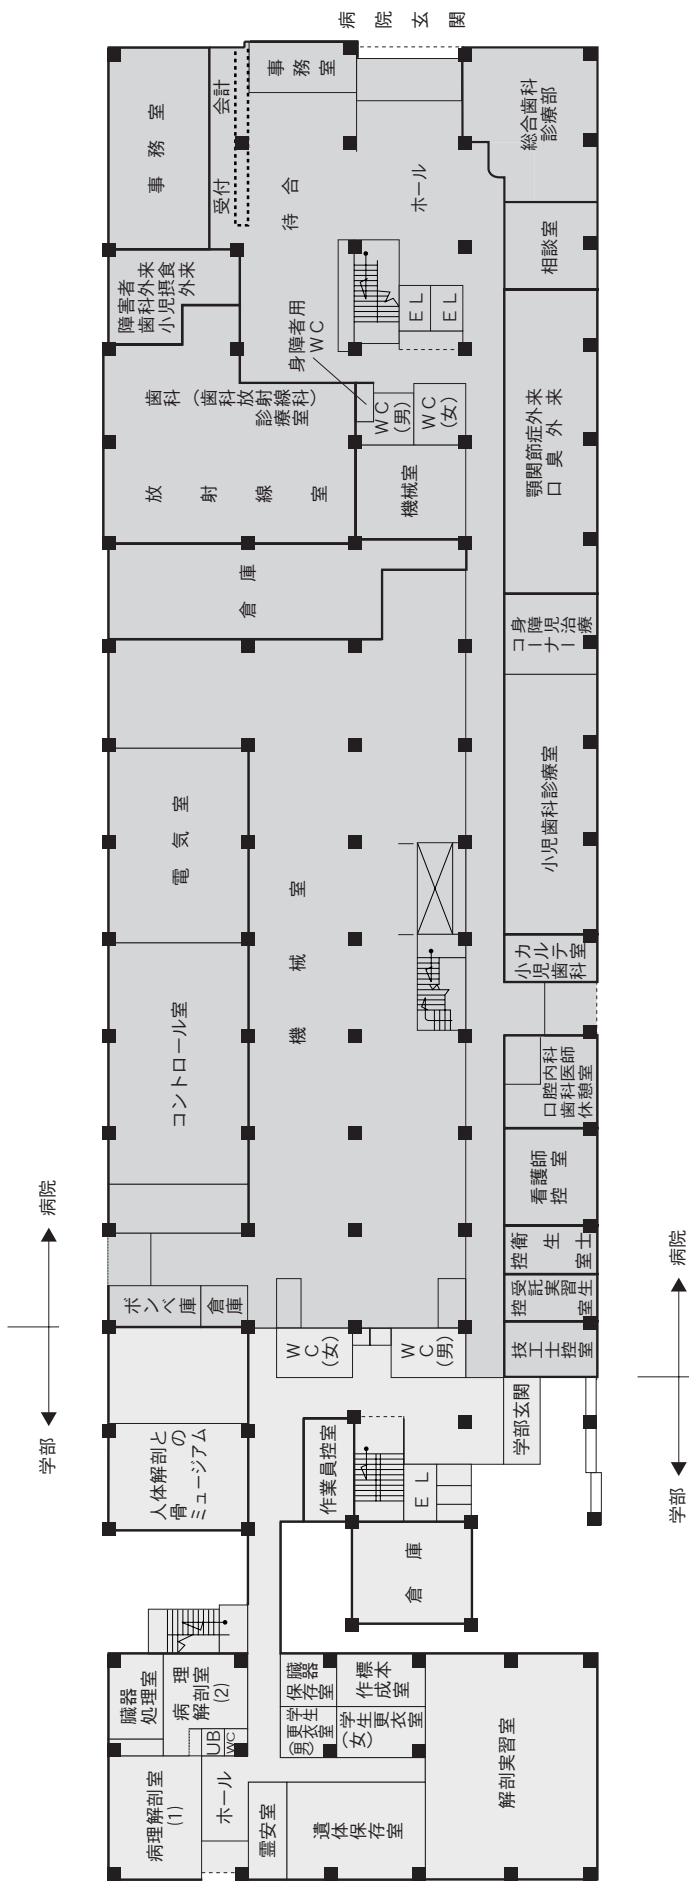 病院玄関
事務室
事務室
会計
受付
待合
ホール
総合歯科
診療部
相談室
障害者
歯科外来
小児摂食
外来
身障者用
WC
EL
EL
歯科(歯科放射線科)
診療室
放射線室
WC
(男)
WC
(女)
機械室
顎関節症外来
口臭外来
倉庫
身障児治療
コーナー
電気室
小児歯科診療室
機械室
コントロール室
小児歯科
カルテ室
口腔内科
歯科医師
休憩室
看護師
控室
衛生士
控室
受託実習生
控室
技工士控室
病院
学部
病院
学部
ボンベ庫
倉庫
WC
(女)
WC
(男)
人体解剖と
骨の
ミュージアム
作業員控室
EL
学部玄関
倉庫
臓器
処理室
病理
解剖室
(2)
UB
WC
病理解剖室
(1)
ホール
臓器
保存室
標本
作成室
学生
更衣室
(男)
学生更衣室
(女)
霊安室
遺体
保存室
解剖実習室